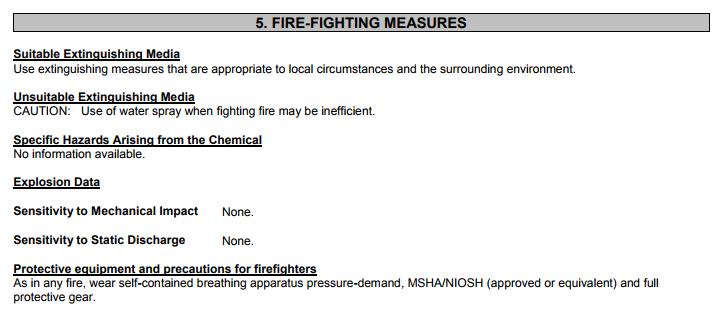 5. FIRE-FIGHTING MEASURES
Suitable Extinguishing Media
Use extinguishing measures that are appropriate to local circumstances and the surrounding environment.
Unsuitable Extinguishing Media
CAUTION: Use of water spray when fighting fire may be inefficient.
Specific Hazards Arising from the Chemical
No information available.
Explosion Data
Sensitivity to Mechanical Impact None.
Sensitivity to Static Discharge None.
Protective equipment and precautions for firefighters
As in any fire, wear self-contained breathing apparatus pressure-demand, MSHA/NIOSH (approved or equivalent) and full
protective gear.